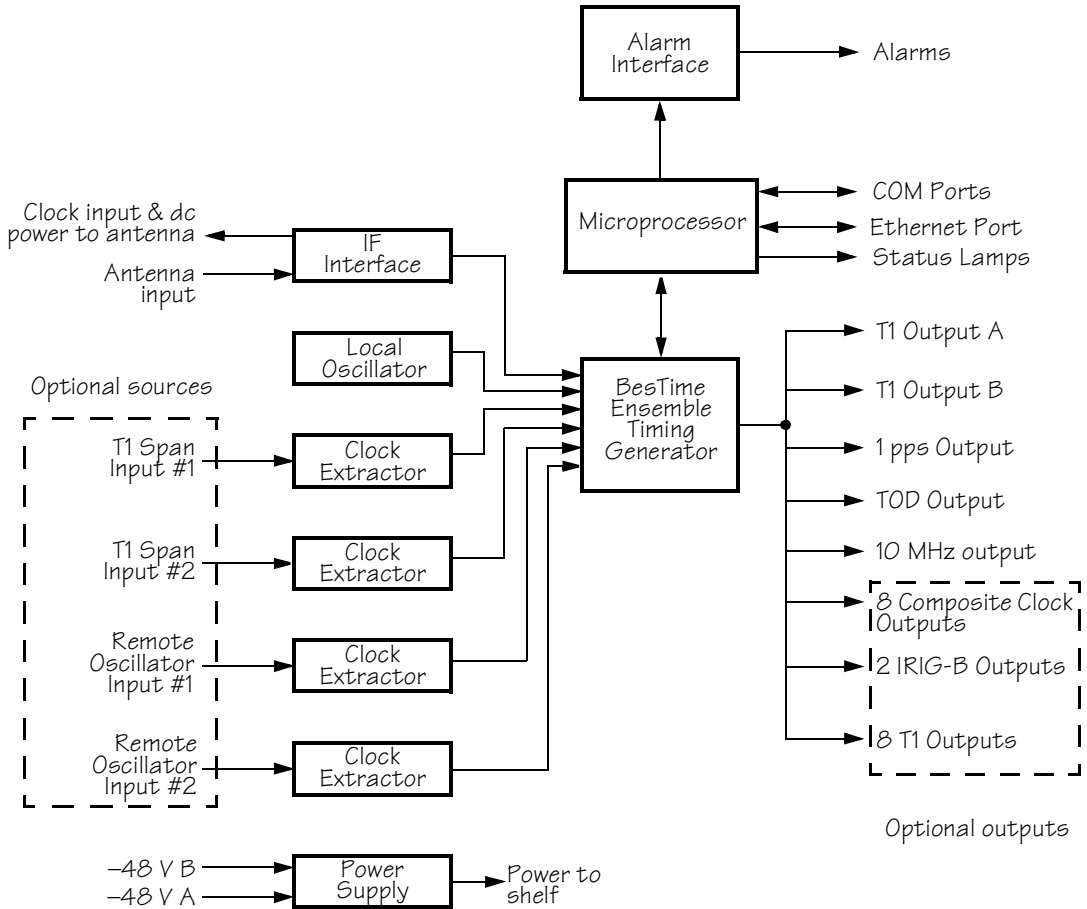 Alarm
Interface
Alarms
Microprocessor
COM Ports
Ethernet Port
Status Lamps
Clock input & dc
power to antenna
Antenna
input
IF
Interface
Local
Oscillator
Optional sources
T1 Span
Input #1
Clock
Extractor
T1 Span
Input #2
Clock
Extractor
Remote
Oscillator
Input #1
Clock
Extractor
Remote
Oscillator
Input #2
Clock
Extractor
BesTime
Ensemble
Timing
Generator
T1 Output A
T1 Output B
1 pps Output
TOD Output
10 MHz output
8 Composite Clock
Outputs
2 IRIG-B Outputs
8 T1 Outputs
Optional outputs
–48 V B
–48 V A
Power
Supply
Power to
shelf